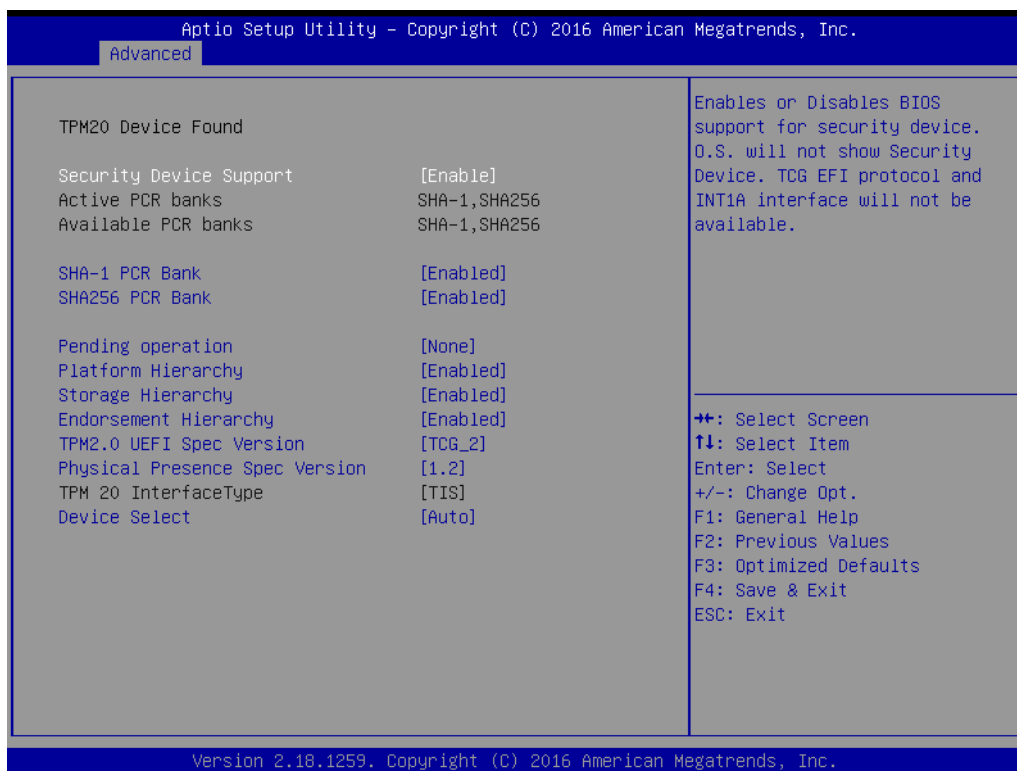 Aptio Setup Utility – Copyright (C) 2016 American Megatrends, Inc.
Advanced
TPM20 Device Found
Security Device Support [Enable]
Active PCR banks SHA-1,SHA256
Available PCR banks SHA-1,SHA256
SHA-1 PCR Bank [Enabled]
SHA256 PCR Bank [Enabled]
Pending operation [None]
Platform Hierarchy [Enabled]
Storage Hierarchy [Enabled]
Endorsement Hierarchy [Enabled]
TPM2.0 UEFI Spec Version [TCG_2]
Physical Presence Spec Version [1.2]
TPM 20 InterfaceType [TIS]
Device Select [Auto]
Enables or Disables BIOS
support for security device.
O.S. will not show Security
Device. TCG EFI protocol and
INT1A interface will not be
available.
→←: Select Screen
↑↓: Select Item
Enter: Select
+/-: Change Opt.
F1: General Help
F2: Previous Values
F3: Optimized Defaults
F4: Save & Exit
ESC: Exit
Version 2.18.1259. Copyright (C) 2016 American Megatrends, Inc.